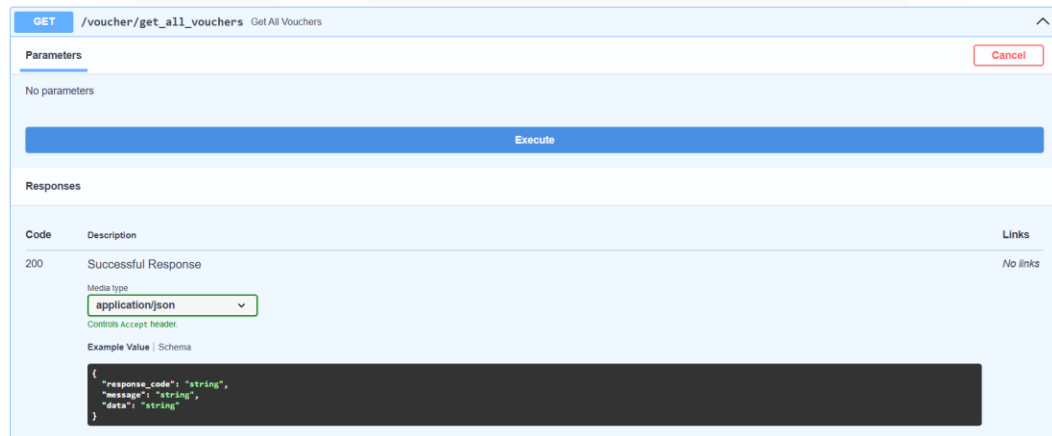 GET /voucher/get_all_vouchers Get All Vouchers
Parameters Cancel
No parameters
Execute
Responses
Code Description Links
200 Successful Response No links
Media type
application/json
Controls Accept header.
Example Value | Schema
{
"response_code": "string",
"message": "string",
"data": "string"
}